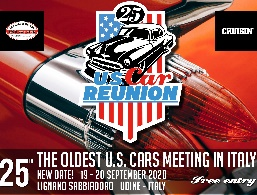 25
CRUISIN'
US Car
REUNION
25th THE OLDEST U.S. CARS MEETING IN ITALY
NEW DATE! 19 - 20 SEPTEMBER 2020
LIGNANO SABBIADORO UDINE - ITALY
Free entry